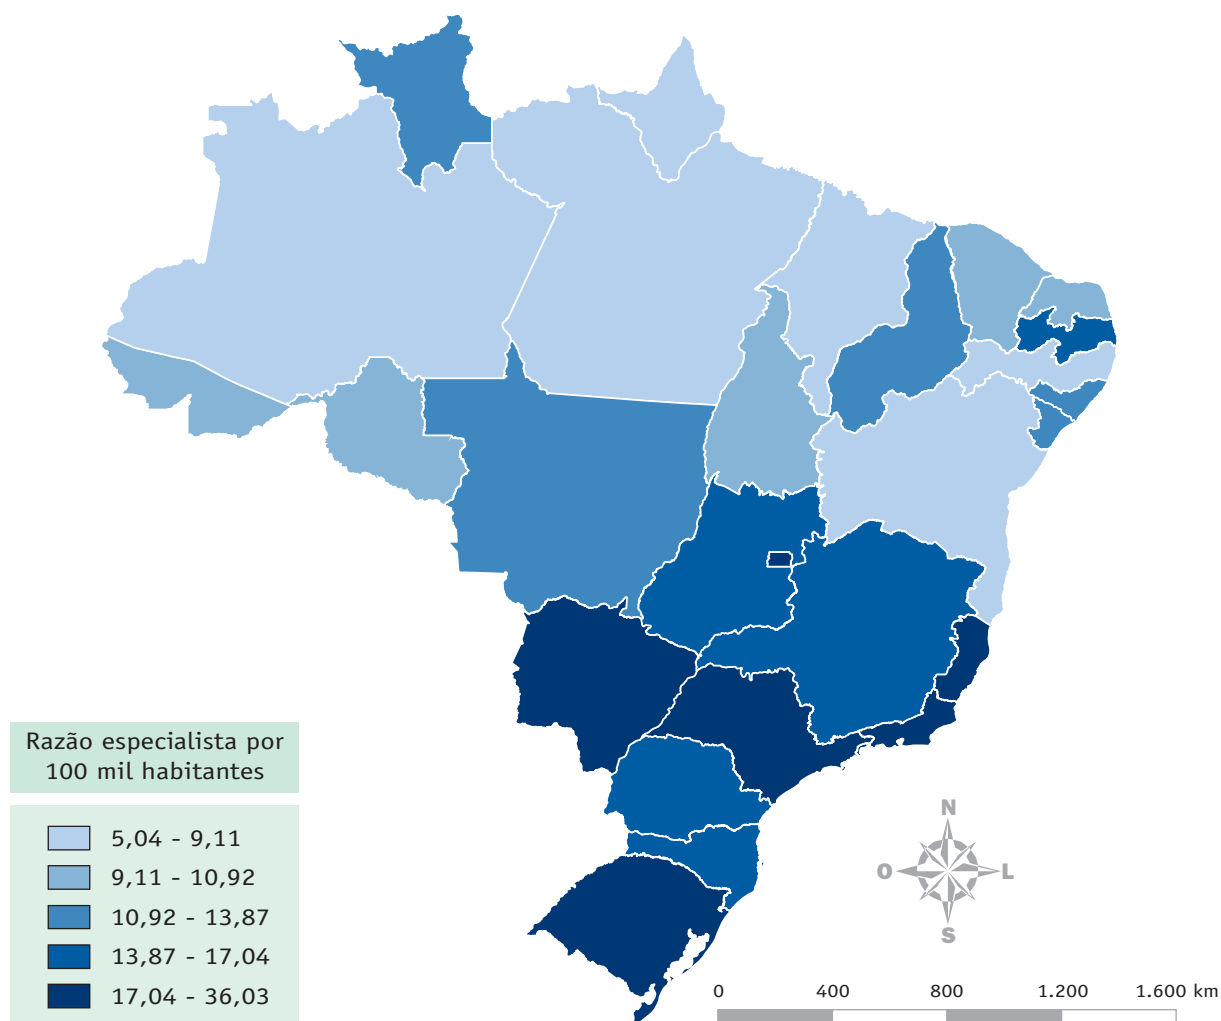 Razão especialista por
100 mil habitantes
5,04 - 9,11
9,11 - 10,92
10,92 - 13,87
13,87 - 17,04
17,04 - 36,03
N
O
L
S
0 400 800 1.200 1.600 km